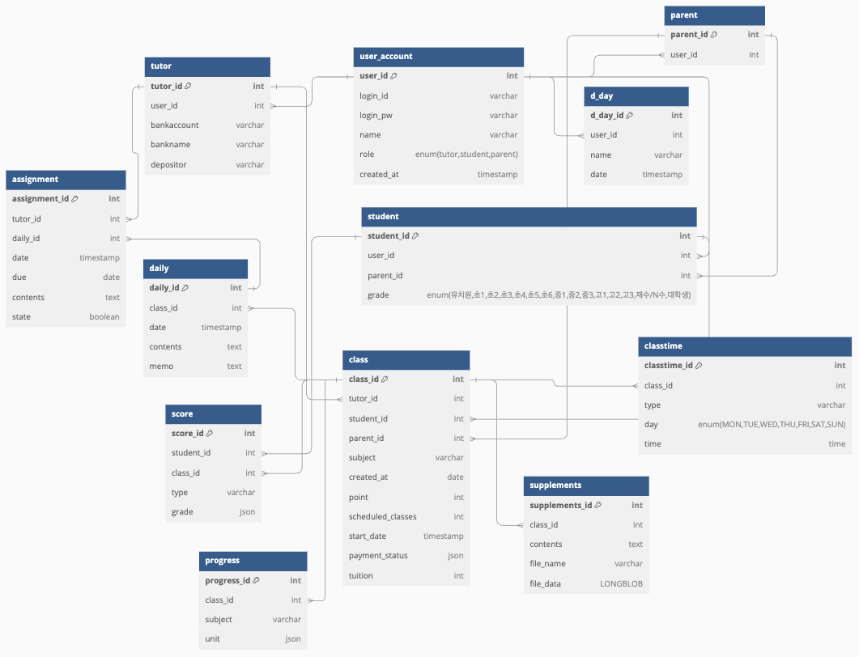 parent
parent_id int
user_id int
tutor
tutor_id int
user_id int
bankaccount varchar
bankname varchar
depositor varchar
user_account
user_id int
login_id varchar
login_pw varchar
name varchar
role enum(tutor,student,parent)
created_at timestamp
d_day
d_day_id int
user_id int
name varchar
date timestamp
assignment
assignment_id int
tutor_id int
daily_id int
date timestamp
due date
contents text
state boolean
student
student_id int
user_id int
parent_id int
grade enum(유치원,초1,초2,초3,초4,초5,초6,중1,중2,중3,고1,고2,고3,재수/N수,대학생)
daily
daily_id int
class_id int
date timestamp
contents text
memo text
classtime
classtime_id int
class_id int
type varchar
day enum(MON,TUE,WED,THU,FRI,SAT,SUN)
time time
class
class_id int
tutor_id int
student_id int
parent_id int
subject varchar
created_at date
point int
scheduled_classes int
start_date timestamp
payment_status json
tuition int
score
score_id int
student_id int
class_id int
type varchar
grade json
supplements
supplements_id int
class_id int
contents text
file_name varchar
file_data LONGBLOB
progress
progress_id int
class_id int
subject varchar
unit json